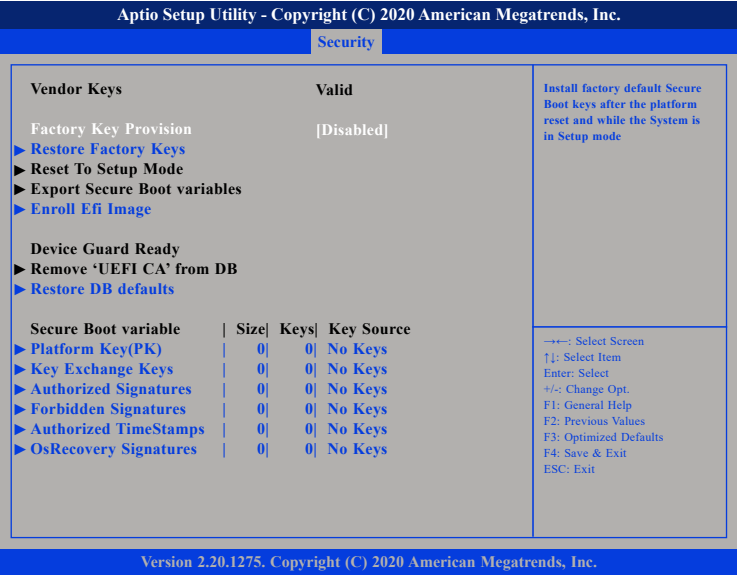 Aptio Setup Utility - Copyright (C) 2020 American Megatrends, Inc.
Security
Vendor Keys Valid
Factory Key Provision [Disabled]
▶ Restore Factory Keys
▶ Reset To Setup Mode
▶ Export Secure Boot variables
▶ Enroll Efi Image
Device Guard Ready
▶ Remove ‘UEFI CA’ from DB
▶ Restore DB defaults
Secure Boot variable | Size| Keys| Key Source
▶ Platform Key(PK) | 0| 0| No Keys
▶ Key Exchange Keys | 0| 0| No Keys
▶ Authorized Signatures | 0| 0| No Keys
▶ Forbidden Signatures | 0| 0| No Keys
▶ Authorized TimeStamps | 0| 0| No Keys
▶ OsRecovery Signatures | 0| 0| No Keys
Install factory default Secure
Boot keys after the platform
reset and while the System is
in Setup mode
→←: Select Screen
↑↓: Select Item
Enter: Select
+/-: Change Opt.
F1: General Help
F2: Previous Values
F3: Optimized Defaults
F4: Save & Exit
ESC: Exit
Version 2.20.1275. Copyright (C) 2020 American Megatrends, Inc.